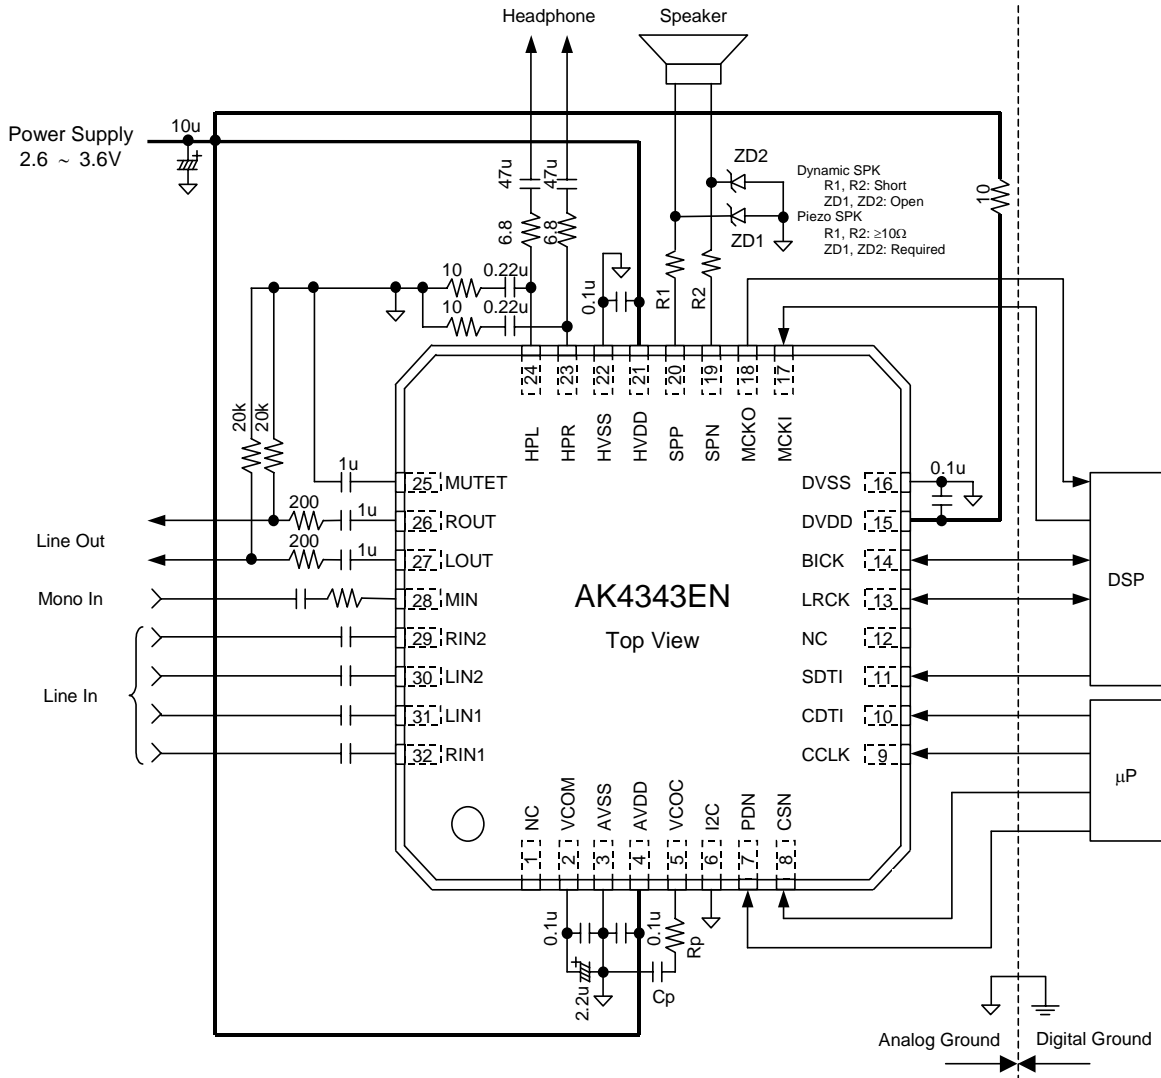 Headphone
Speaker
Power Supply
2.6 ~ 3.6V
10u
47u
47u
6.8
6.8
ZD2
ZD1
Dynamic SPK
R1, R2: Short
ZD1, ZD2: Open
Piezo SPK
R1, R2: ≥10Ω
ZD1, ZD2: Required
10
10
0.22u
10
0.22u
0.1u
R1
R2
20k
20k
24
23
22
21
20
19
18
17
HPL
HPR
HVSS
HVDD
SPP
SPN
MCKO
MCKI
1u
25
MUTET
200
1u
26
ROUT
200
1u
27
LOUT
Line Out
Mono In
28
MIN
29
RIN2
30
LIN2
Line In
31
LIN1
32
RIN1
AK4343EN
Top View
DVSS
16
0.1u
DVDD
15
BICK
14
LRCK
13
NC
12
SDTI
11
CDTI
10
CCLK
9
DSP
µP
NC
VCOM
AVSS
AVDD
VCOC
I2C
PDN
CSN
1
2
3
4
5
6
7
8
0.1u
0.1u
Rp
2.2u
+
Cp
+
Analog Ground
Digital Ground